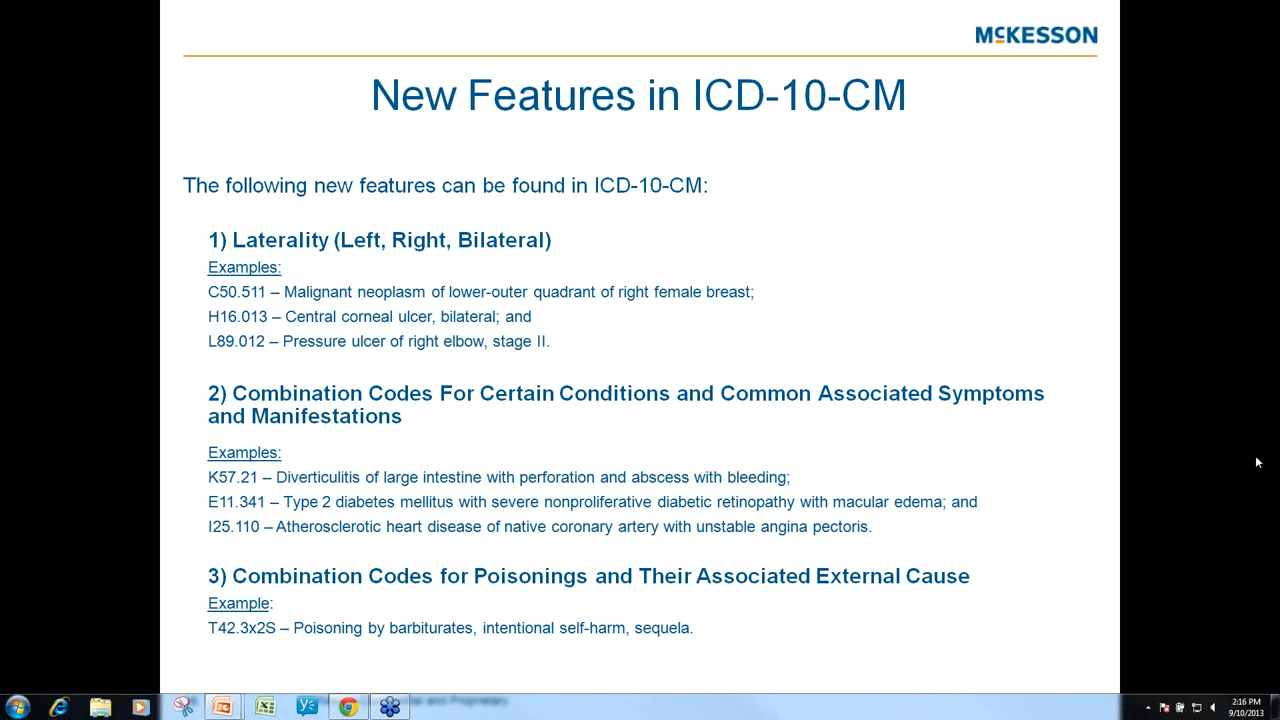 McKESSON
New Features in ICD-10-CM
The following new features can be found in ICD-10-CM:
1) Laterality (Left, Right, Bilateral)
Examples:
C50.511 – Malignant neoplasm of lower-outer quadrant of right female breast;
H16.013 – Central corneal ulcer, bilateral; and
L89.012 – Pressure ulcer of right elbow, stage II.
2) Combination Codes For Certain Conditions and Common Associated Symptoms
and Manifestations
Examples:
K57.21 – Diverticulitis of large intestine with perforation and abscess with bleeding;
E11.341 – Type 2 diabetes mellitus with severe nonproliferative diabetic retinopathy with macular edema; and
I25.110 – Atherosclerotic heart disease of native coronary artery with unstable angina pectoris.
3) Combination Codes for Poisonings and Their Associated External Cause
Example:
T42.3x2S – Poisoning by barbiturates, intentional self-harm, sequela.
and Proprietary
2:16 PM
9/10/2013